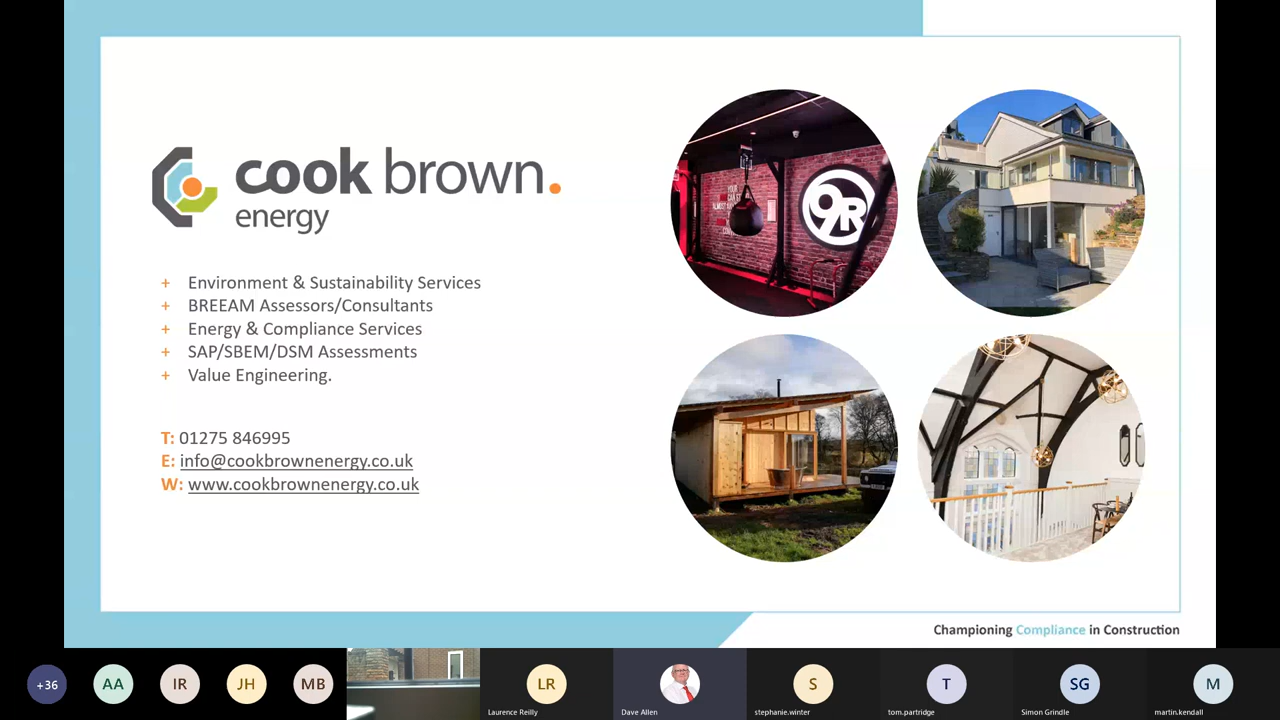 cook brown.
energy
+ Environment & Sustainability Services
+ BREEAM Assessors/Consultants
+ Energy & Compliance Services
+ SAP/SBEM/DSM Assessments
+ Value Engineering.
T: 01275 846995
E: info@cookbrownenergy.co.uk
W: www.cookbrownenergy.co.uk
9R
Championing Compliance in Construction
+36
AA
IR
JH
MB
LR
S
T
SG
M
Laurence Reilly
Dave Allen
stephanie.winter
tom.partridge
Simon Grindle
martin.kendall